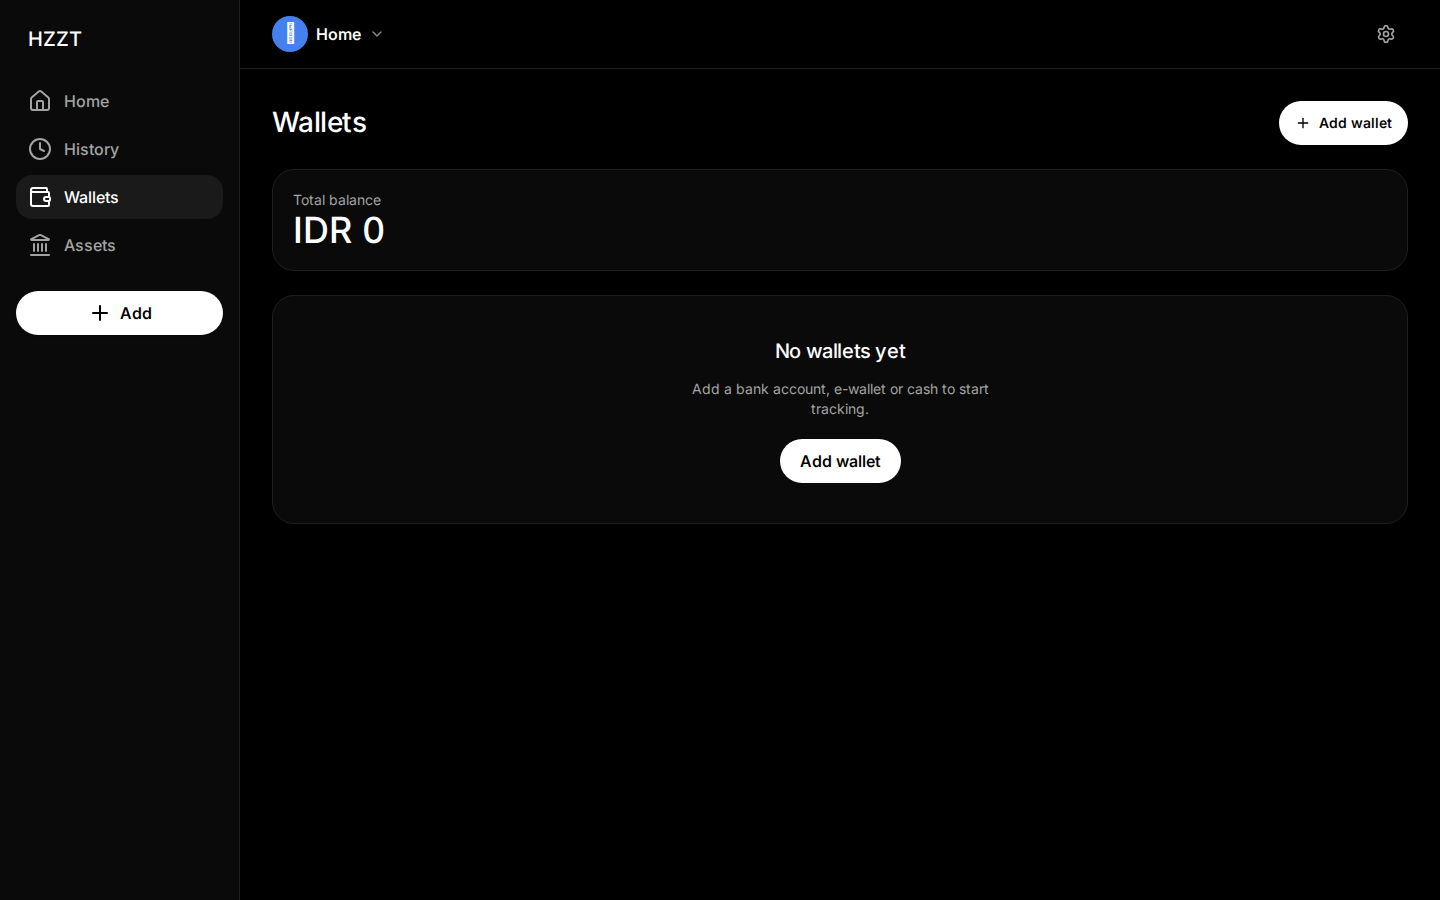 HZZT
Home
History
Wallets
Assets
Add
Home
Wallets
Add wallet
Total balance
IDR 0
No wallets yet
Add a bank account, e-wallet or cash to start
tracking.
Add wallet